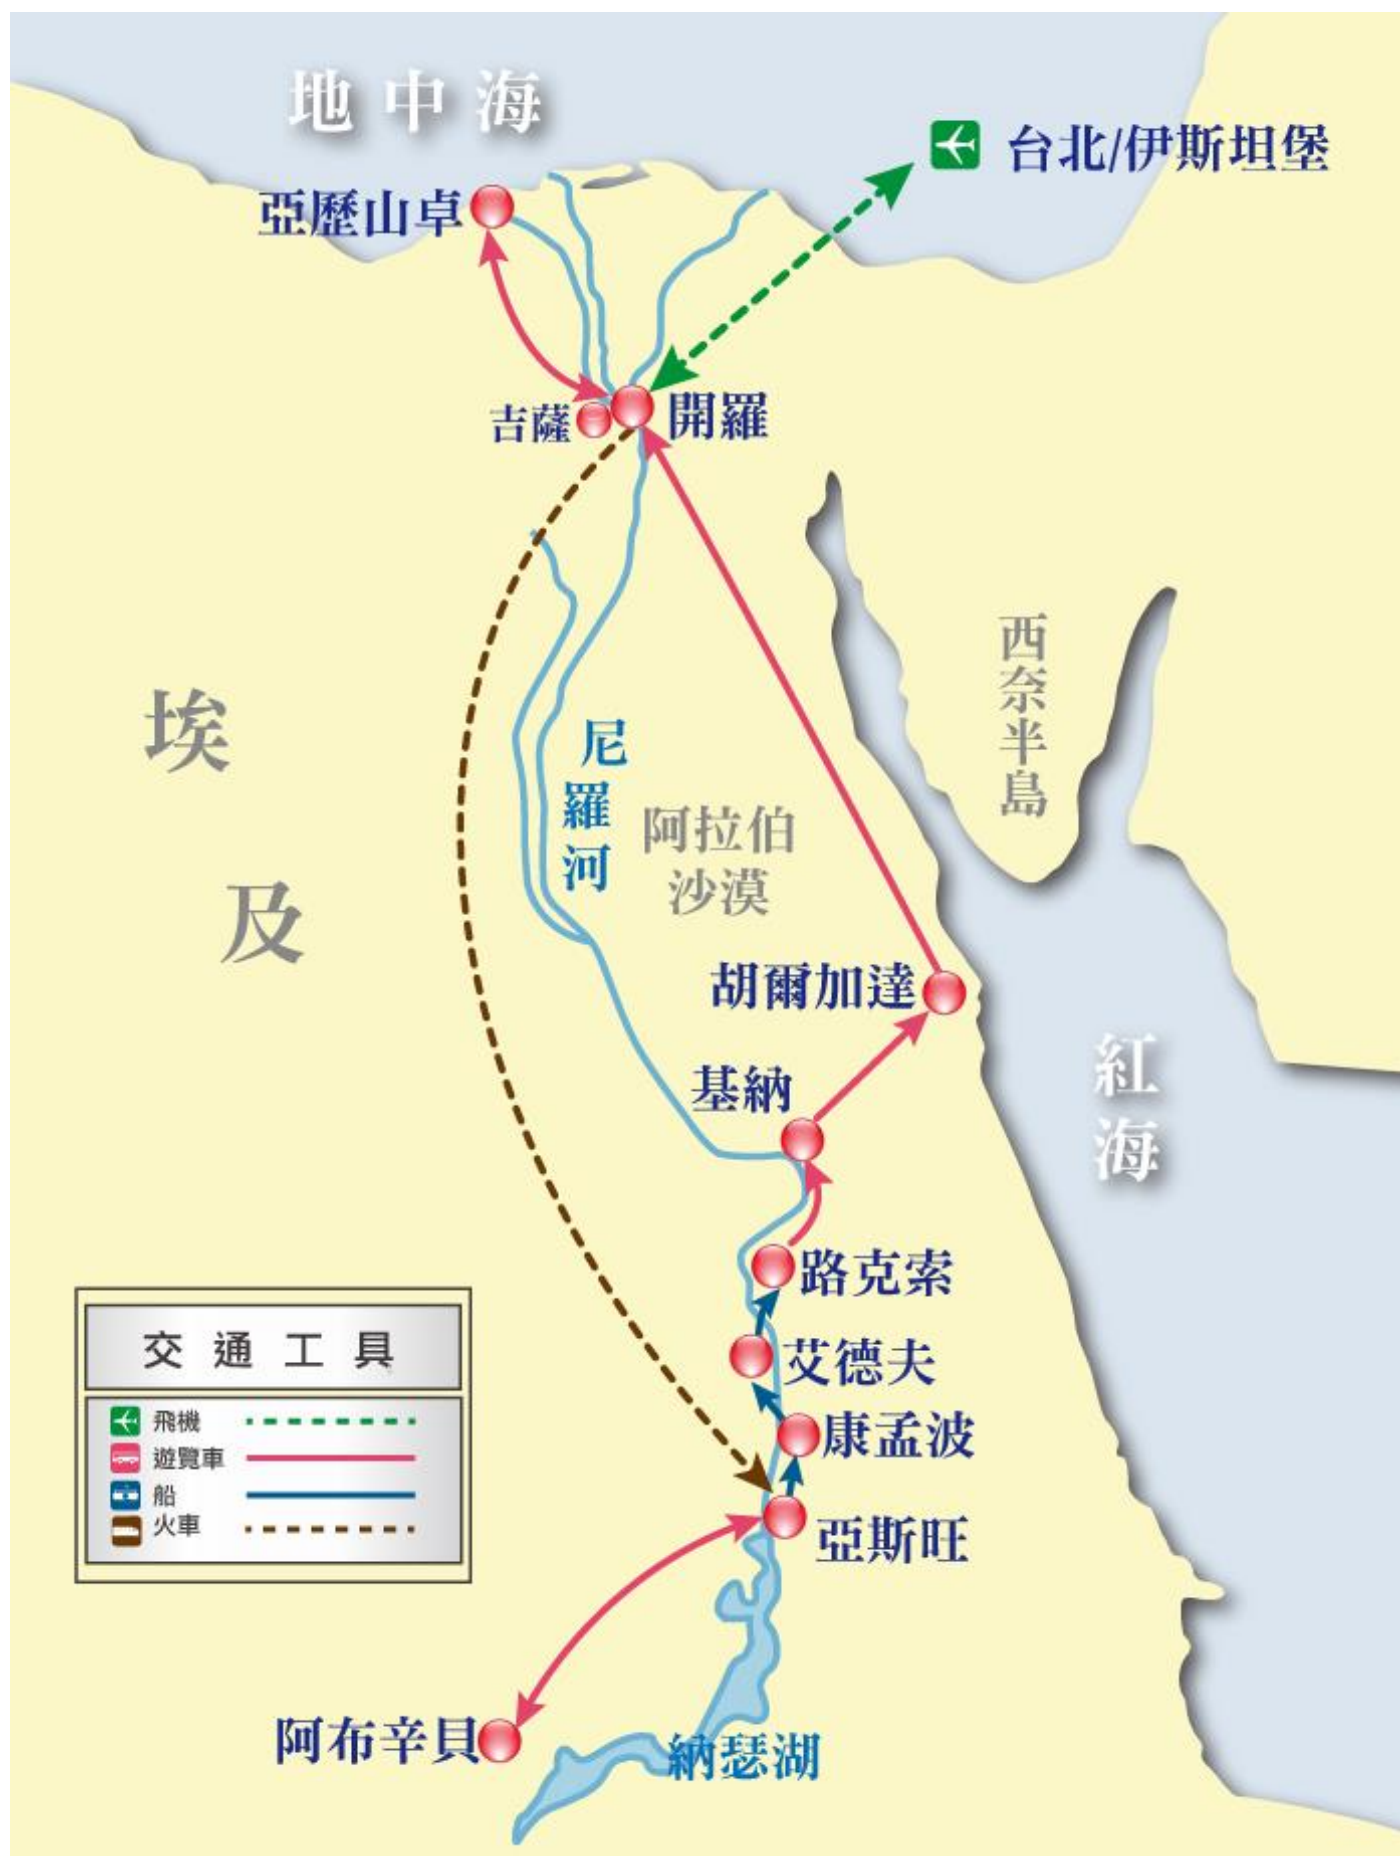 地中海
台北/伊斯坦堡
亞歷山卓
吉薩
開羅
西奈半島
埃及
尼羅河
阿拉伯
沙漠
胡爾加達
基納
紅海
路克索
艾德夫
康孟波
亞斯旺
阿布辛貝
納瑟湖
交通工具
飛機
遊覽車
船
火車